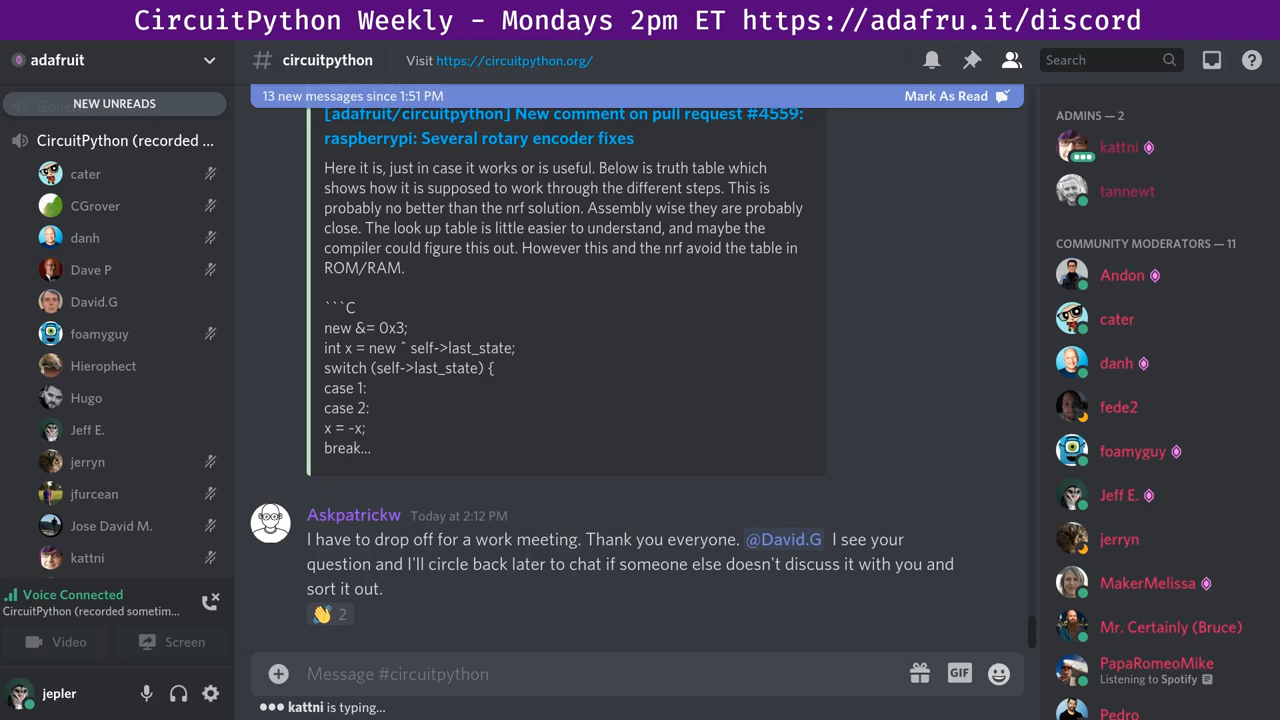 CircuitPython Weekly – Mondays 2pm ET https://adafru.it/discord
adafruit
NEW UNREADS
CircuitPython (recorded ...
cater
CGrover
danh
Dave P
David.G
foamyguy
Hierophect
Hugo
Jeff E.
jerryn
jfurcean
Jose David M.
kattni
Voice Connected
CircuitPython (recorded sometim...
Video
Screen
jepler
circuitpython
Visit https://circuitpython.org/
Search
13 new messages since 1:51 PM
Mark As Read
[adafruit/circuitpython] New comment on pull request #4559:
raspberrypi: Several rotary encoder fixes
Here it is, just in case it works or is useful. Below is truth table which
shows how it is supposed to work through the different steps. This is
probably no better than the nrf solution. Assembly wise they are probably
close. The look up table is little easier to understand, and maybe the
compiler could figure this out. However this and the nrf avoid the table in
ROM/RAM.
```C
new &= 0x3;
int x = new ^ self->last_state;
switch (self->last_state) {
case 1:
case 2:
x = -x;
break...
Askpatrickw Today at 2:12 PM
I have to drop off for a work meeting. Thank you everyone. @David.G I see your
question and I'll circle back later to chat if someone else doesn't discuss it with you and
sort it out.
2
Message #circuitpython
GIF
kattni is typing...
ADMINS — 2
kattni
tannewt
COMMUNITY MODERATORS — 11
Andon
cater
danh
fede2
foamyguy
Jeff E.
jerryn
MakerMelissa
Mr. Certainly (Bruce)
PapaRomeoMike
Listening to Spotify
Pedro